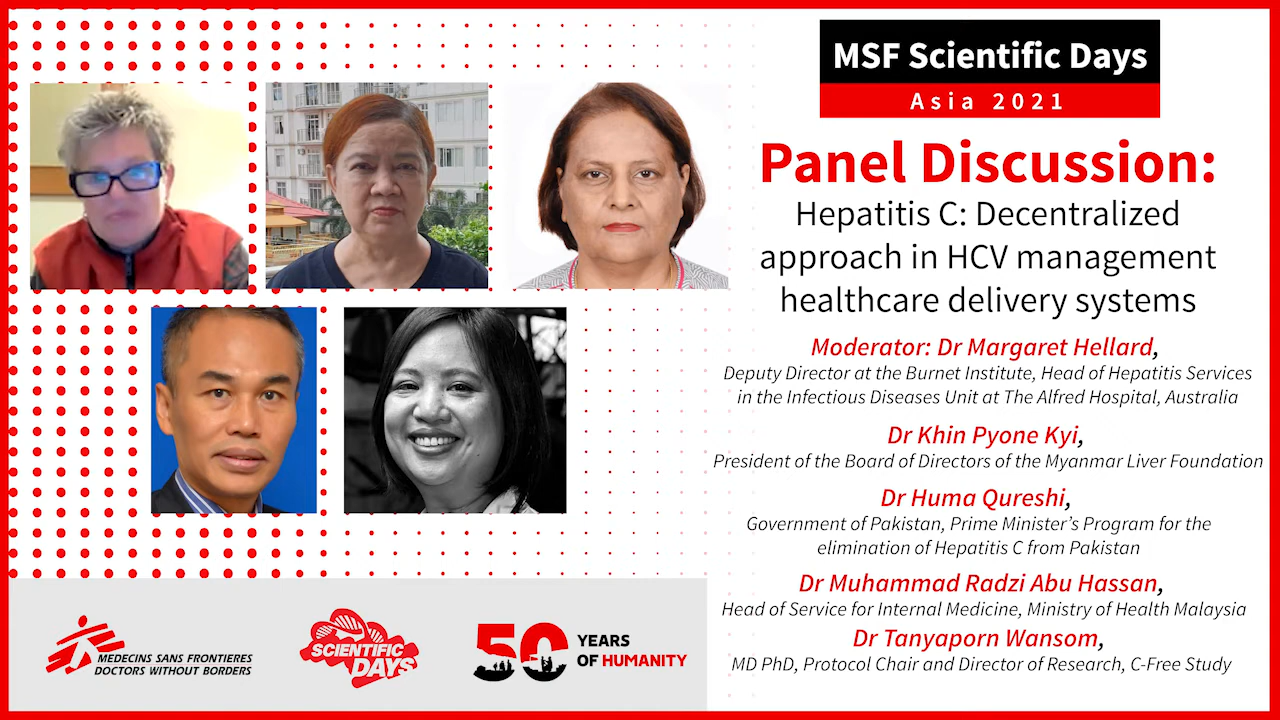 MSF Scientific Days
Asia 2021
Panel Discussion:
Hepatitis C: Decentralized
approach in HCV management
healthcare delivery systems
Moderator: Dr Margaret Hellard,
Deputy Director at the Burnet Institute, Head of Hepatitis Services
in the Infectious Diseases Unit at The Alfred Hospital, Australia
Dr Khin Pyone Kyi,
President of the Board of Directors of the Myanmar Liver Foundation
Dr Huma Qureshi,
Government of Pakistan, Prime Minister's Program for the
elimination of Hepatitis C from Pakistan
Dr Muhammad Radzi Abu Hassan,
Head of Service for Internal Medicine, Ministry of Health Malaysia
Dr Tanyaporn Wansom,
MD PhD, Protocol Chair and Director of Research, C-Free Study
MEDECINS SANS FRONTIERES
DOCTORS WITHOUT BORDERS
SCIENTIFIC
DAYS
50 YEARS
OF HUMANITY